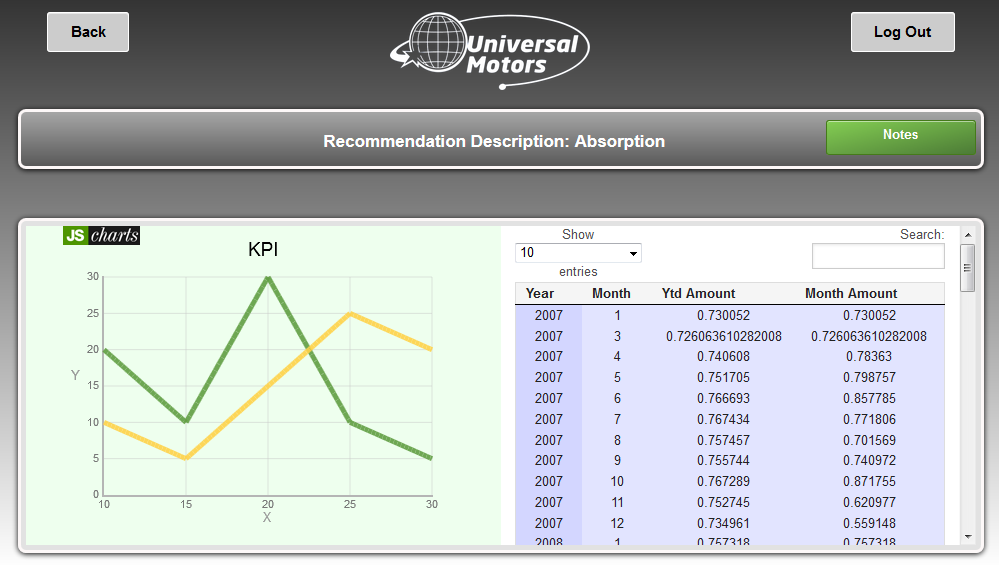 Back
Universal
Motors
Log Out
Recommendation Description: Absorption
Notes
JS charts
KPI
30
25
20
15
10
5
0
Y
10 15 20 25 30
X
Show
10
entries
Search:
Year Month Ytd Amount Month Amount
2007 1 0.730052 0.730052
2007 3 0.726063610282008 0.726063610282008
2007 4 0.740608 0.78363
2007 5 0.751705 0.798757
2007 6 0.766693 0.857785
2007 7 0.767434 0.771806
2007 8 0.757457 0.701569
2007 9 0.755744 0.740972
2007 10 0.767289 0.871755
2007 11 0.752745 0.620977
2007 12 0.734961 0.559148
2008 1 0.757318 0.757318